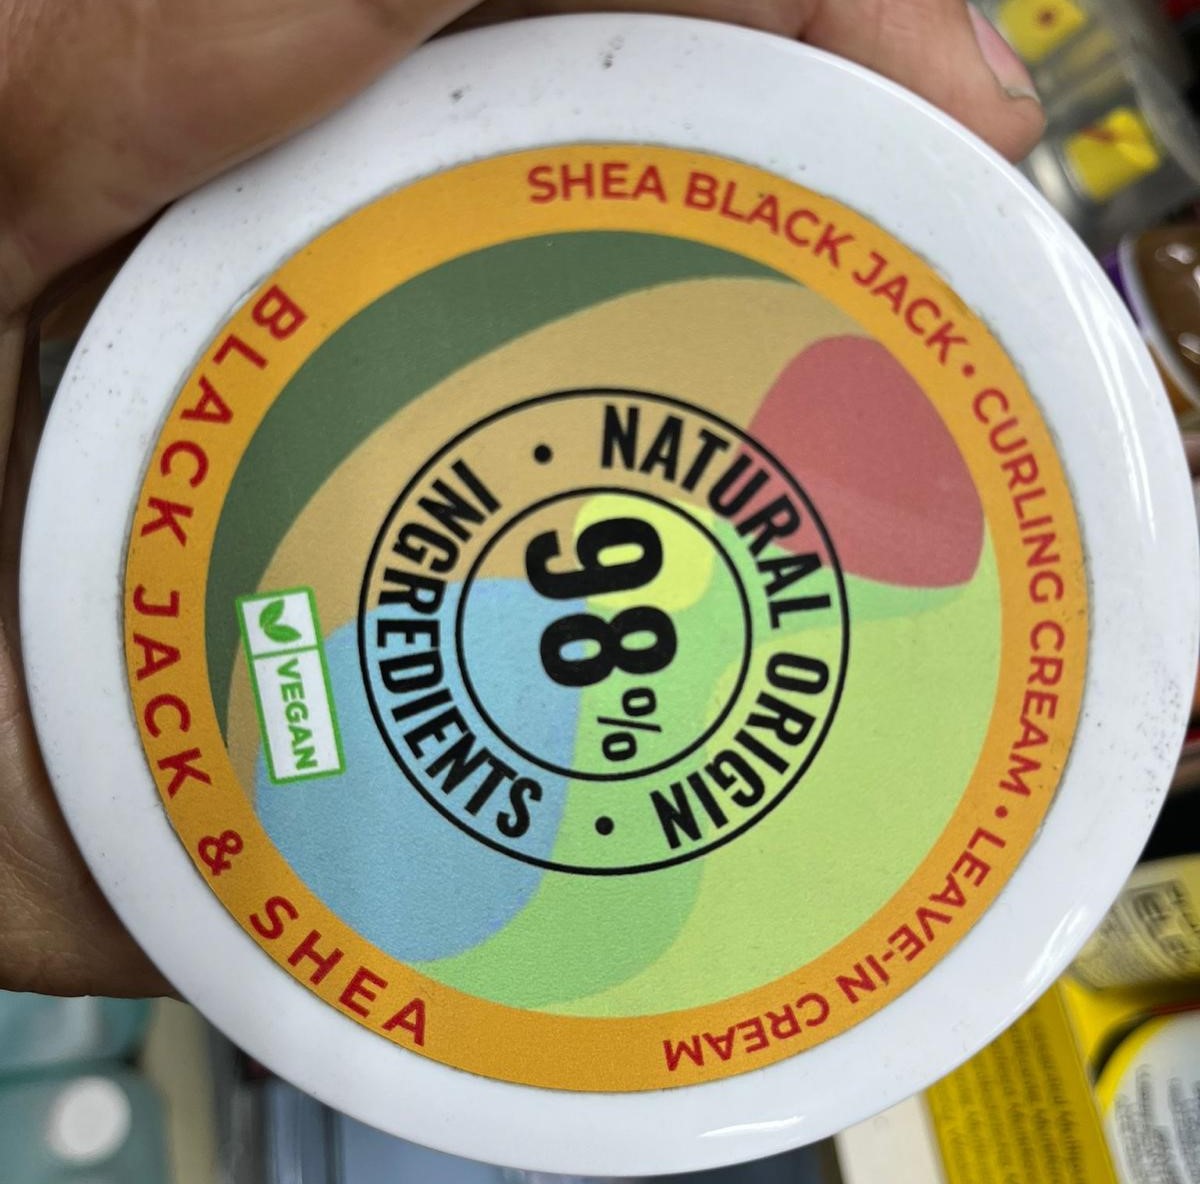 SHEA BLACK JACK • CURLING CREAM • LEAVE-IN CREAM
BLACK JACK & SHEA
NATURAL ORIGIN •
INGREDIENTS •
98%
VEGAN